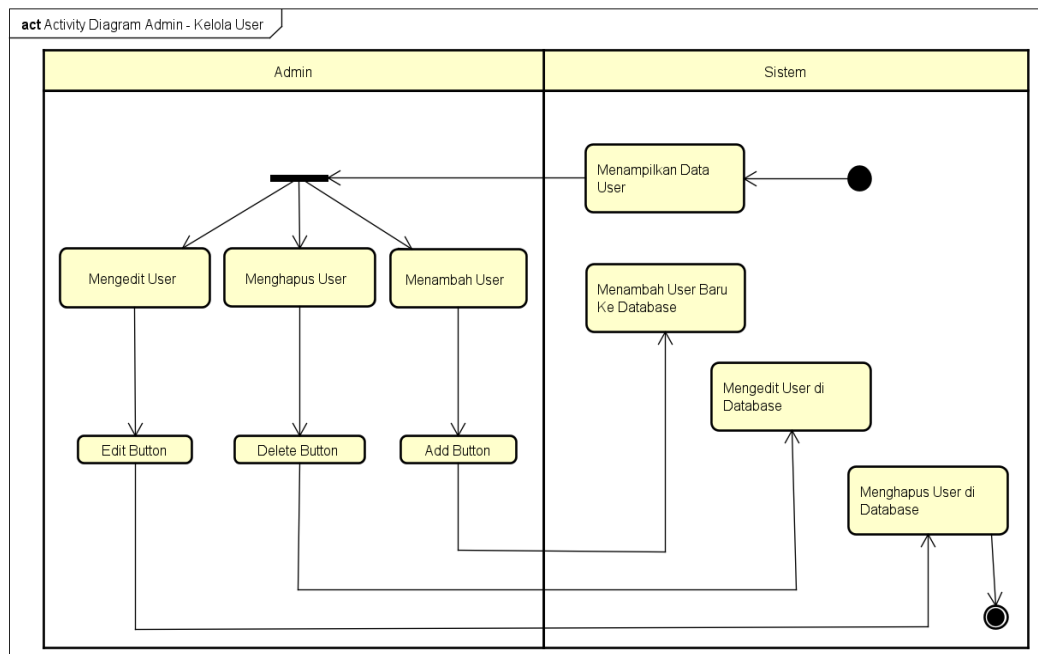 act Activity Diagram Admin - Kelola User
Admin
Sistem
Menampilkan Data
User
Mengedit User
Menghapus User
Menambah User
Menambah User Baru
Ke Database
Mengedit User di
Database
Edit Button
Delete Button
Add Button
Menghapus User di
Database